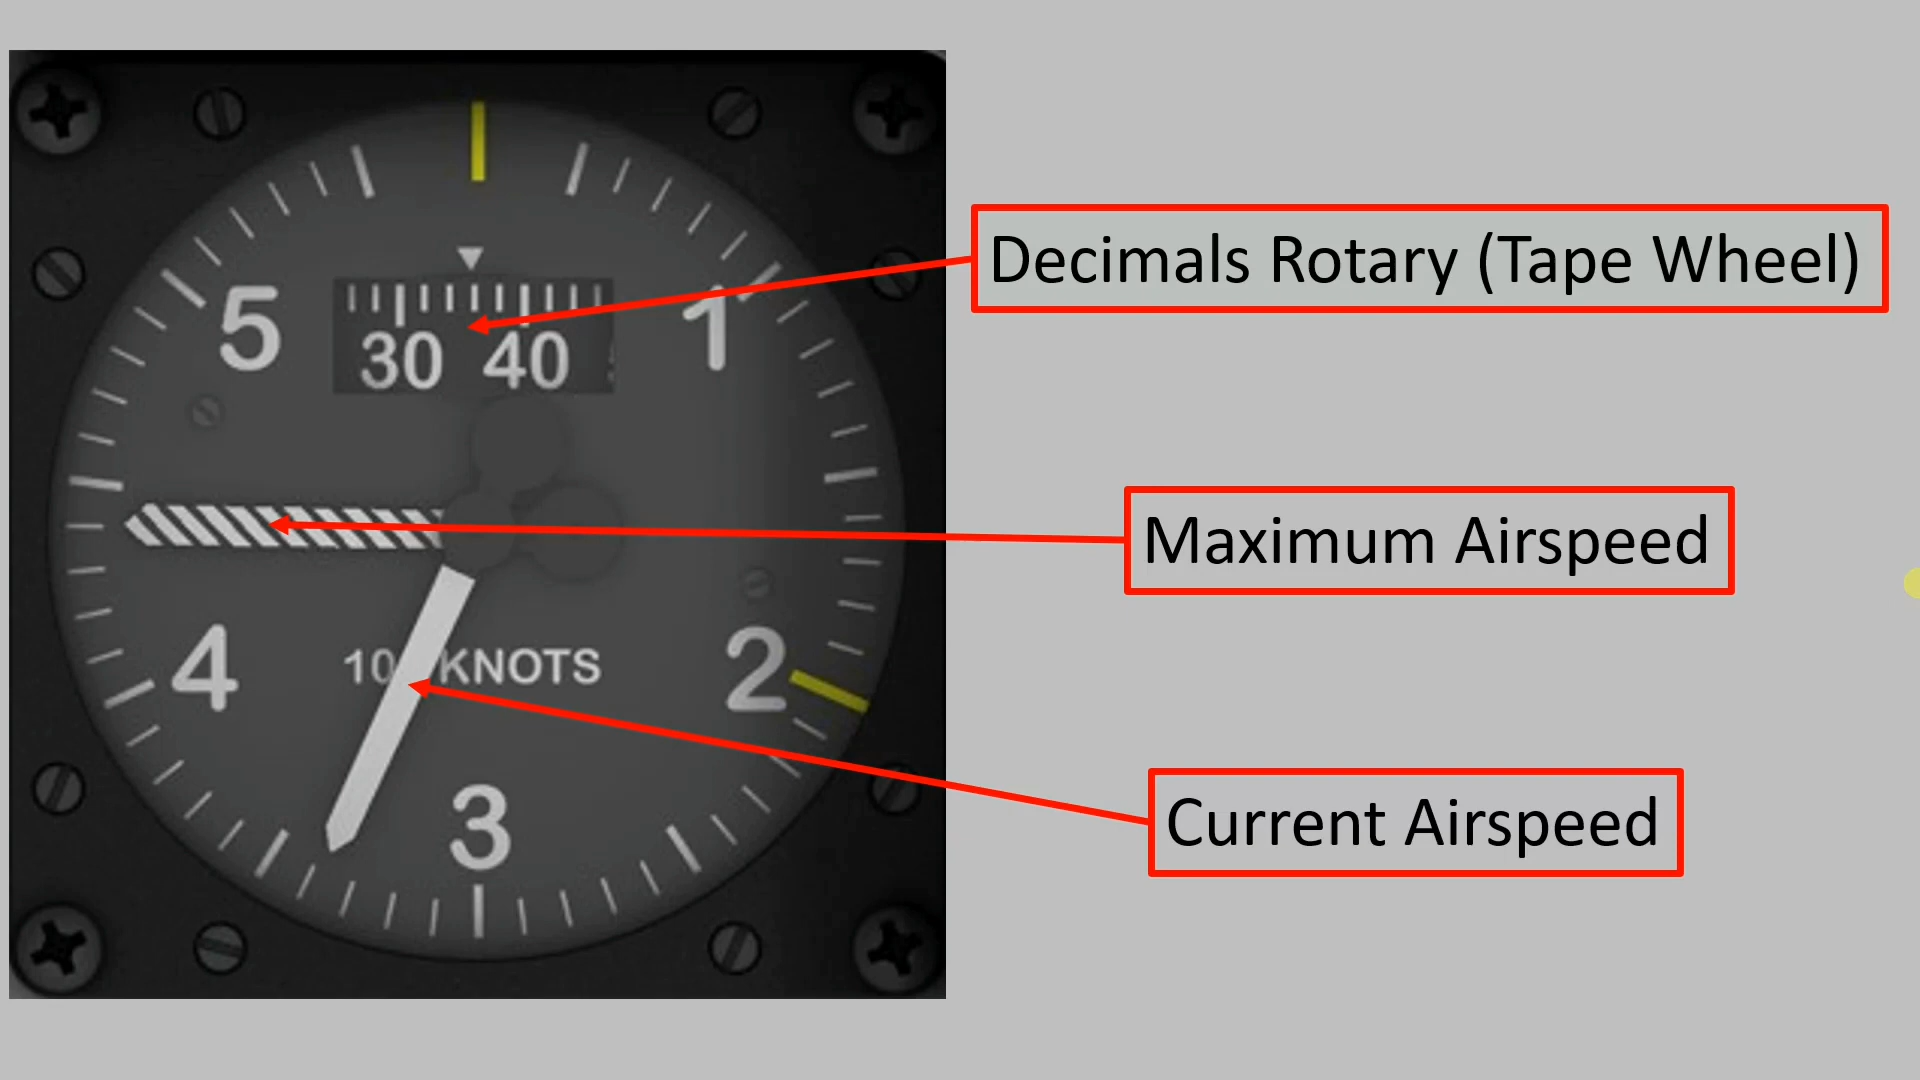 5
30 40
1
Decimals Rotary (Tape Wheel)
Maximum Airspeed
4
10 KNOTS
2
3
Current Airspeed